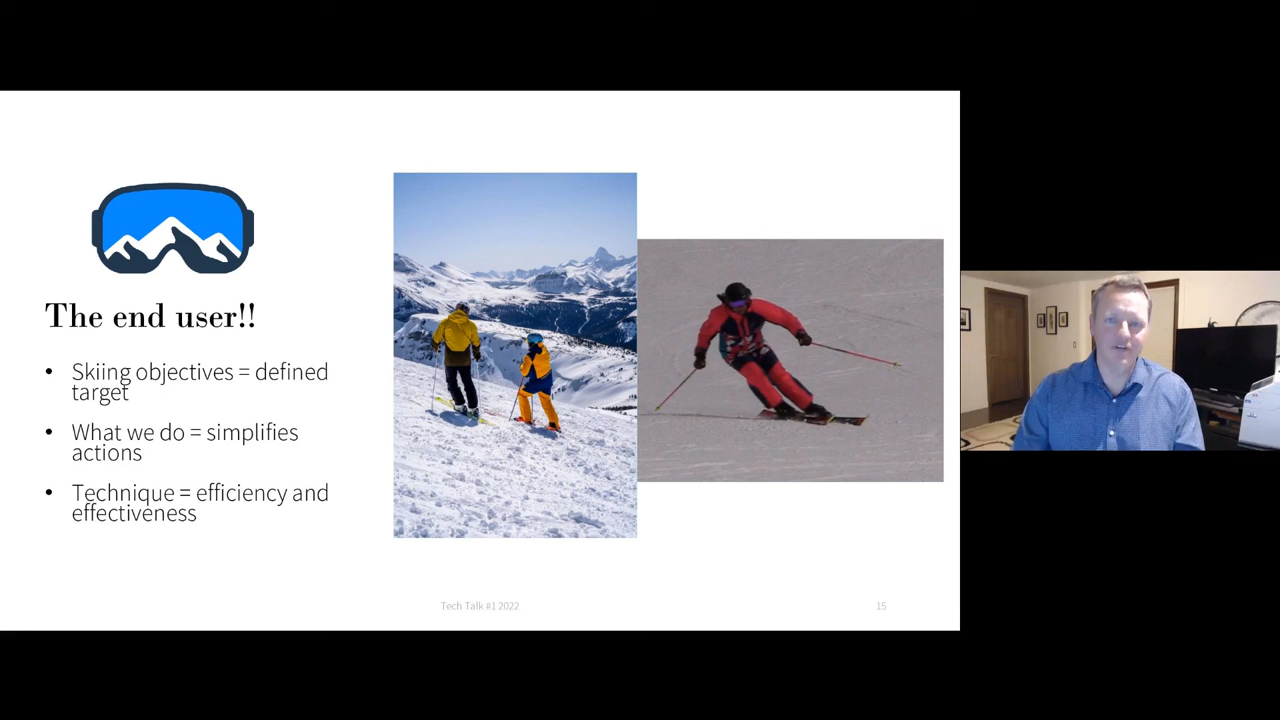 The end user!!
• Skiing objectives = defined
target
• What we do = simplifies
actions
• Technique = efficiency and
effectiveness
Tech Talk #1 2022
15